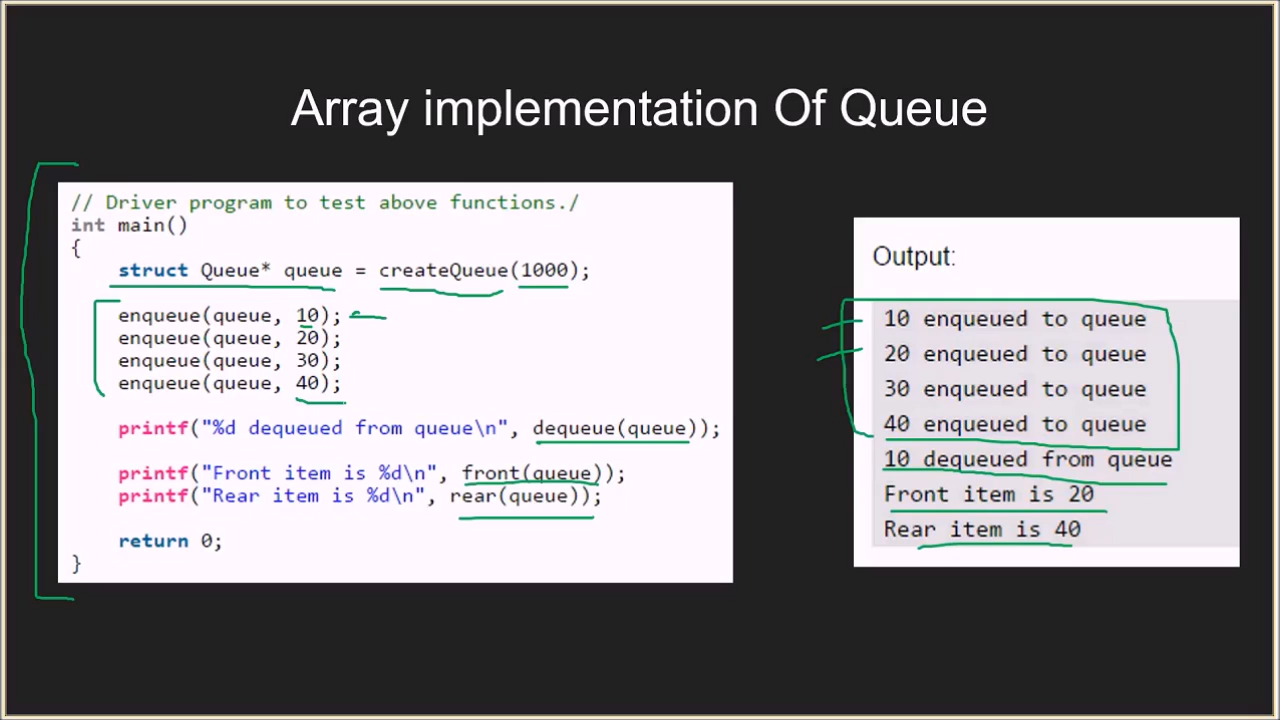 Array implementation Of Queue
// Driver program to test above functions./
int main()
{
struct Queue* queue = createQueue(1000);
enqueue(queue, 10);
enqueue(queue, 20);
enqueue(queue, 30);
enqueue(queue, 40);
printf("%d dequeued from queue\n", dequeue(queue));
printf("Front item is %d\n", front(queue));
printf("Rear item is %d\n", rear(queue));
return 0;
}
Output:
10 enqueued to queue
20 enqueued to queue
30 enqueued to queue
40 enqueued to queue
10 dequeued from queue
Front item is 20
Rear item is 40